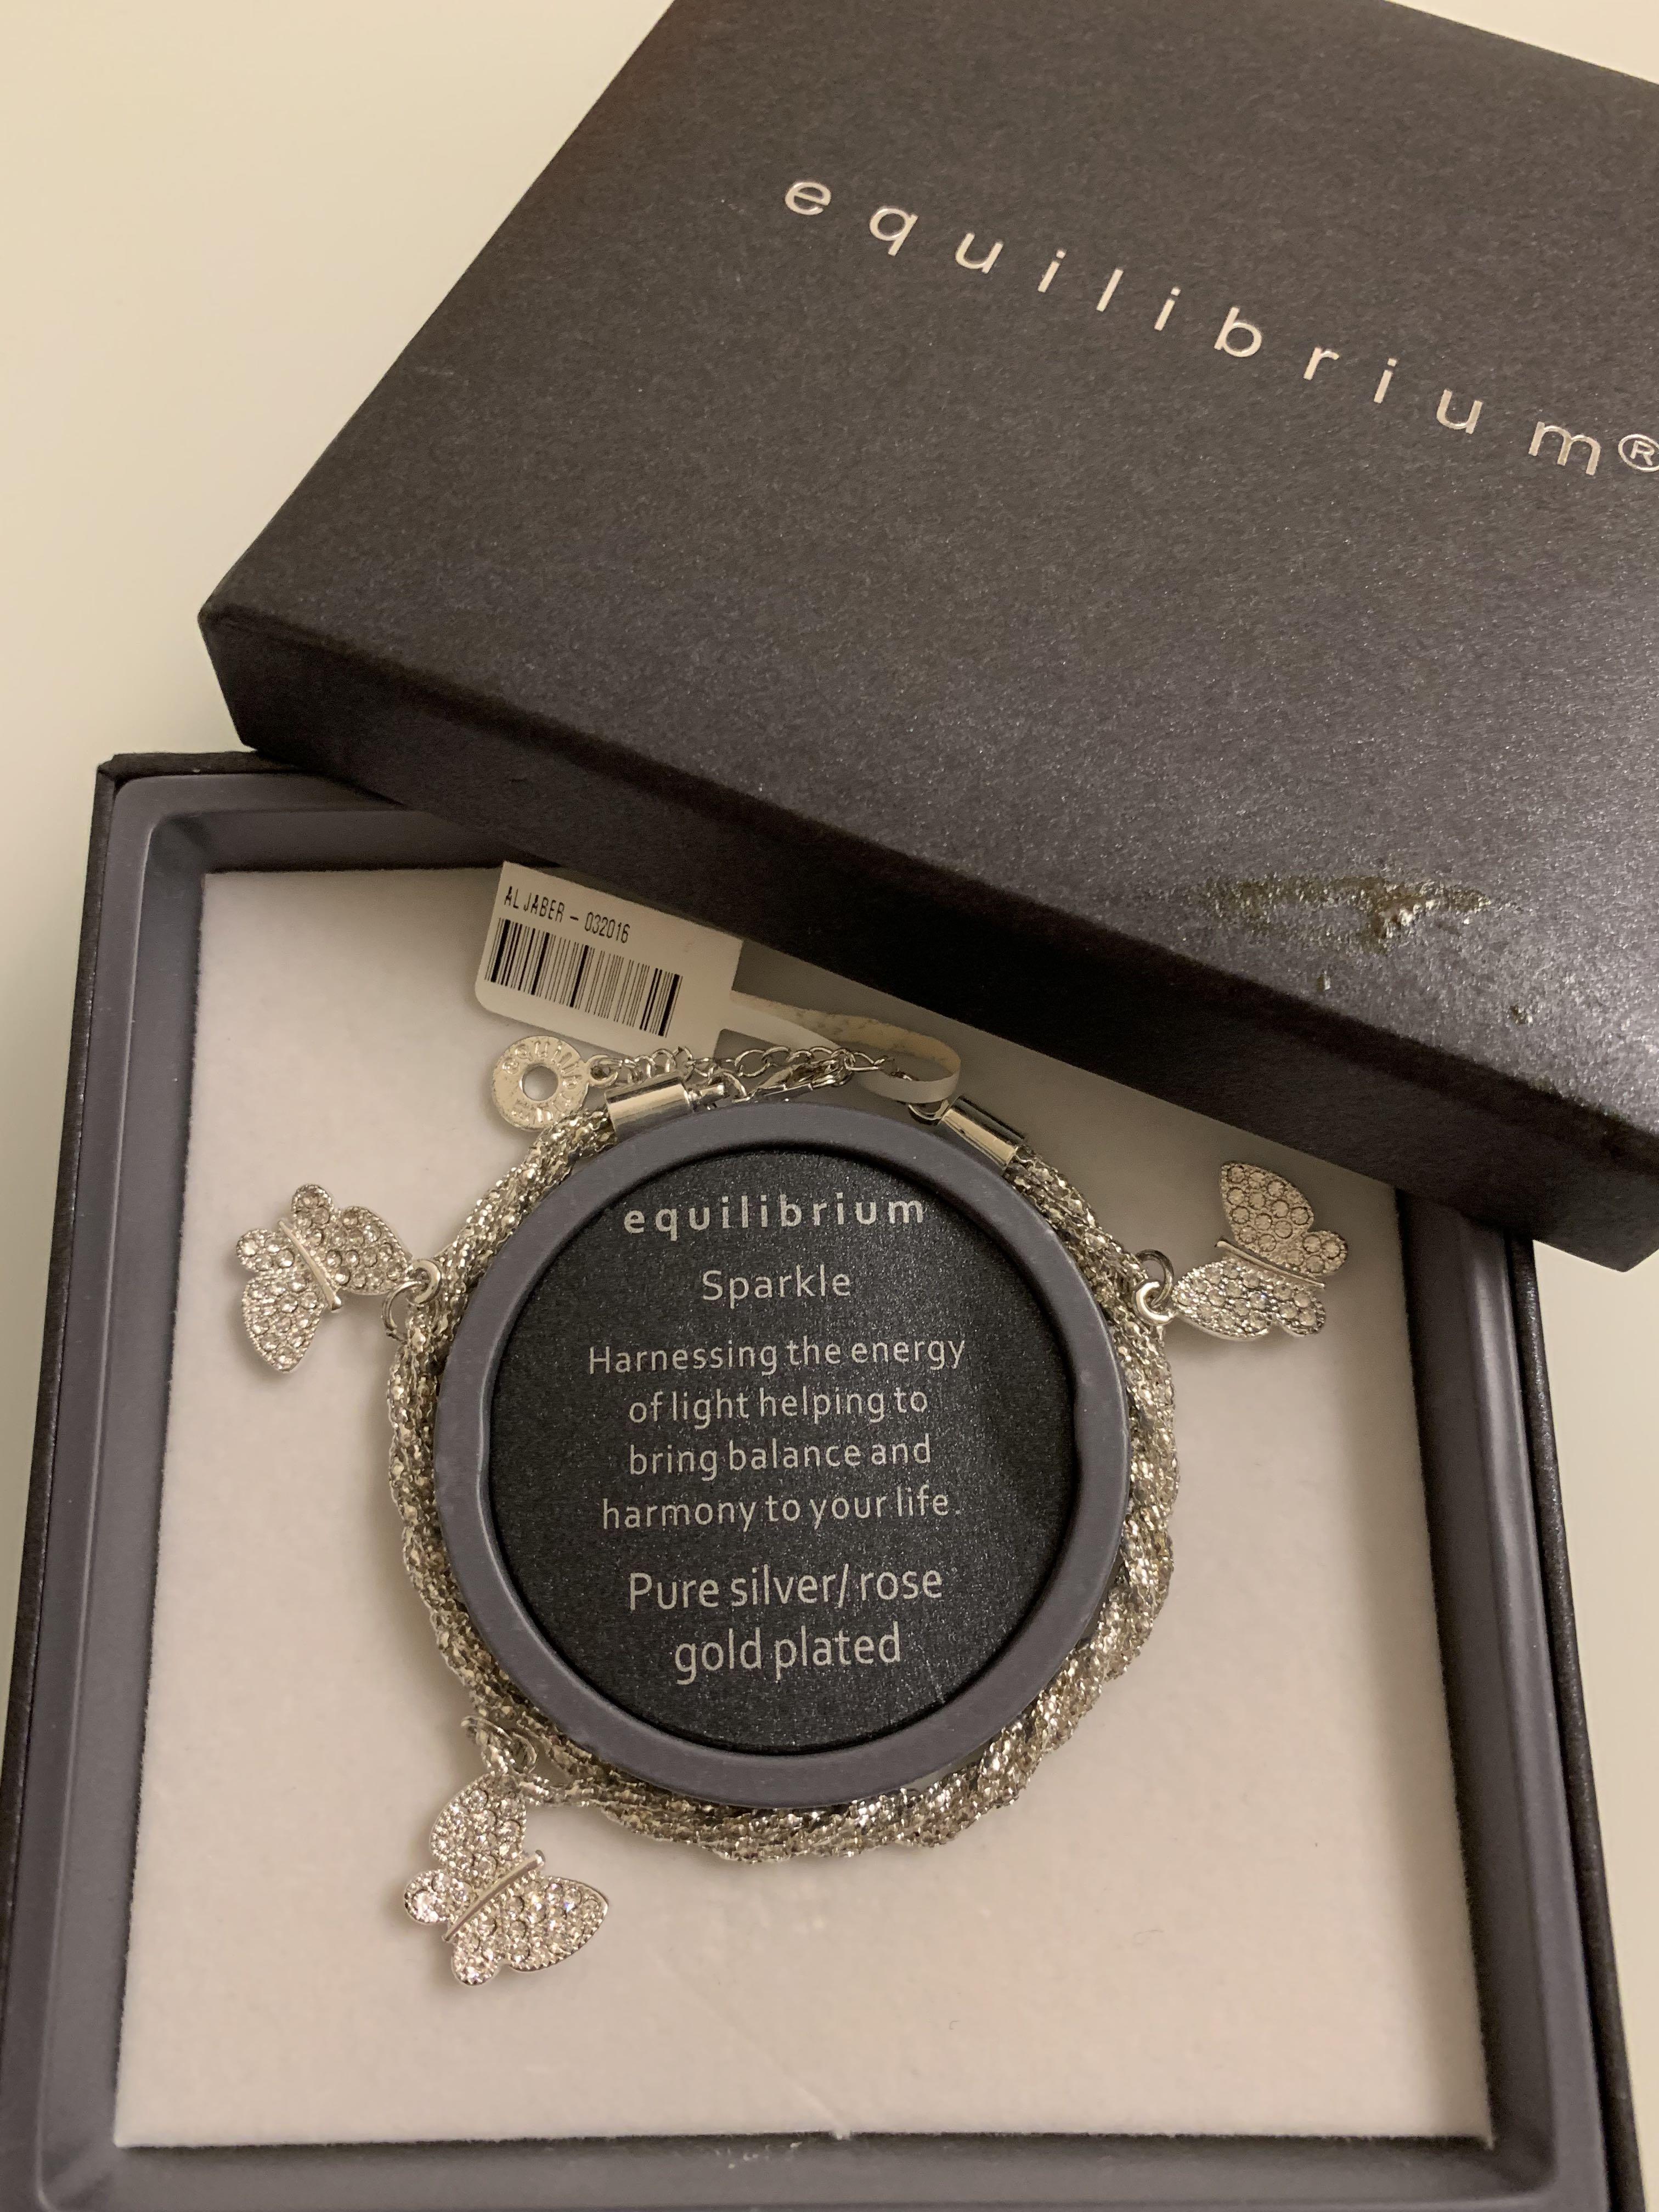 equilibrium®
AL JABER – 032016
equilibrium
Sparkle
Harnessing the energy
of light helping to
bring balance and
harmony to your life.
Pure silver/ rose
gold plated